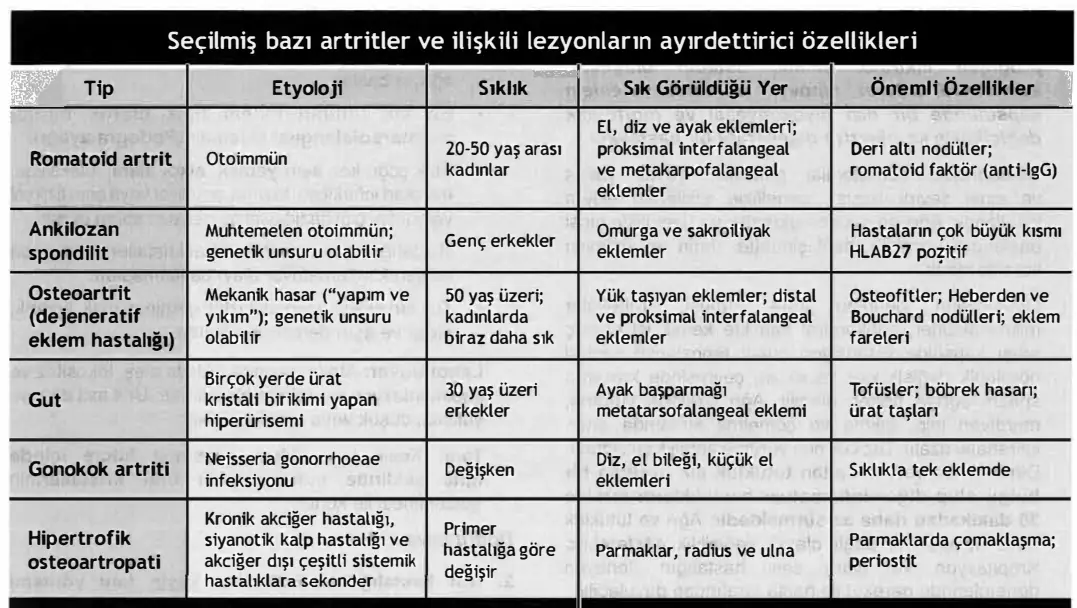 Seçilmiş bazı artritler ve ilişkili lezyonların ayırdettirici özellikleri
Tip
Etyoloji
Sıklık
Sık Görüldüğü Yer
Önemli Özellikler
Romatoid artrit
Otoimmün
20-50 yaş arası
kadınlar
El, diz ve ayak eklemleri;
proksimal interfalangeal
ve metakarpofalangeal
eklemler
Deri altı nodüller;
romatoid faktör (anti-IgG)
Ankilozan
spondilit
Muhtemelen otoimmün;
genetik unsuru olabilir
Genç erkekler
Omurga ve sakroiliyak
eklemler
Hastaların çok büyük kısmı
HLAB27 pozitif
Osteoartrit
(dejeneratif
eklem hastalığı)
Mekanik hasar (“yapım ve
yıkım”); genetik unsuru
olabilir
50 yaş üzeri;
kadınlarda
biraz daha sık
Yük taşıyan eklemler; distal
ve proksimal interfalangeal
eklemler
Osteofitler; Heberden ve
Bouchard nodülleri; eklem
fareleri
Gut
Birçok yerde ürat
kristal birikimi yapan
hiperürisemi
30 yaş üzeri
erkekler
Ayak başparmağı
metatarsofalangeal eklemi
Tofüsler; böbrek hasarı;
ürat taşları
Gonokok artriti
Neisseria gonorrhoeae
infeksiyonu
Değişken
Diz, el bileği, küçük el
eklemleri
Sıklıkla tek eklemde
Hipertrofik
osteoartropati
Kronik akciğer hastalığı,
siyanotik kalp hastalığı ve
akciğer dışı çeşitli sistemik
hastalıklara sekonder
Primer
hastalığa göre
değişir
Parmaklar, radius ve ulna
Parmaklarda çomaklaşma;
periostit